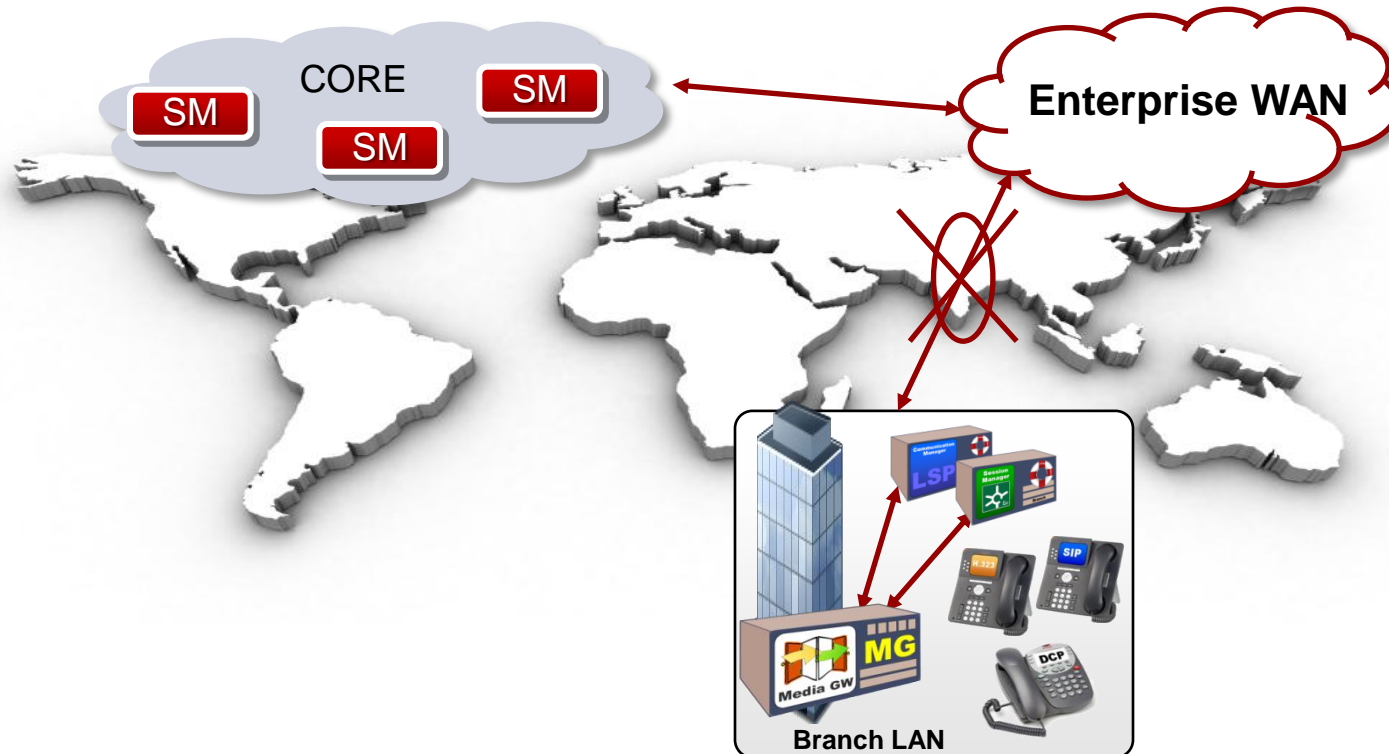 CORE
SM
SM
SM
Enterprise WAN
Communication
Manager
LSP
Session
Manager
H.323
SIP
DCP
MG
Media GW
Branch LAN